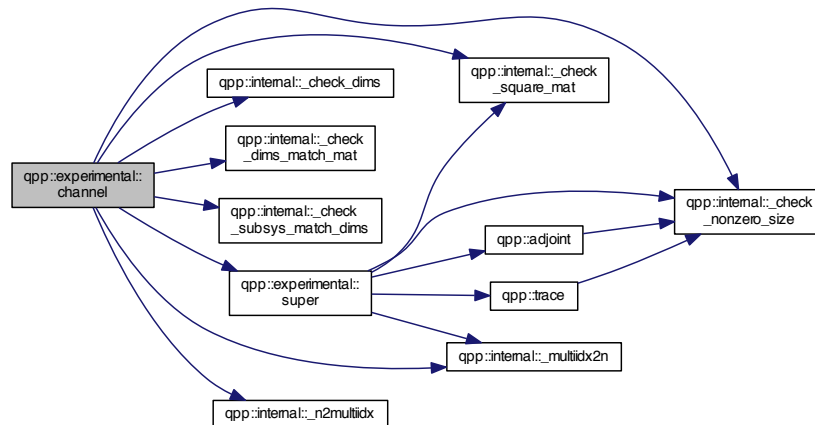 qpp::experimental::
channel
qpp::internal::_check_dims
qpp::internal::_check
_dims_match_mat
qpp::internal::_check
_subsys_match_dims
qpp::experimental::
super
qpp::internal::_n2multiidx
qpp::internal::_check
_square_mat
qpp::adjoint
qpp::trace
qpp::internal::_multiidx2n
qpp::internal::_check
_nonzero_size